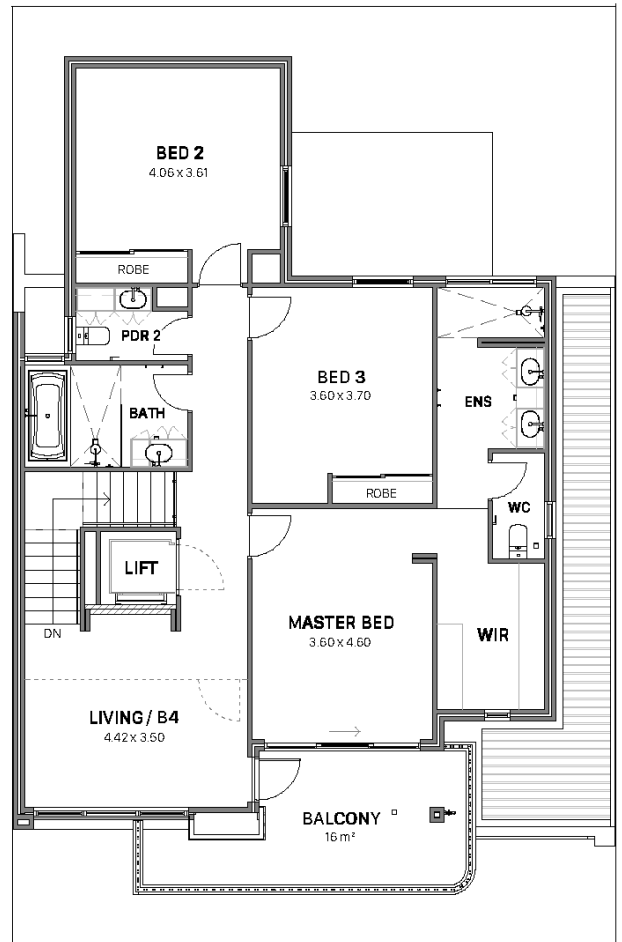 BED 2
4.06 x 3.61
ROBE
PDR 2
BED 3
3.60 x 3.70
BATH
ENS
ROBE
WC
LIFT
MASTER BED
3.60 x 4.60
DN
WIR
LIVING / B4
4.42 x 3.50
BALCONY
16 m²